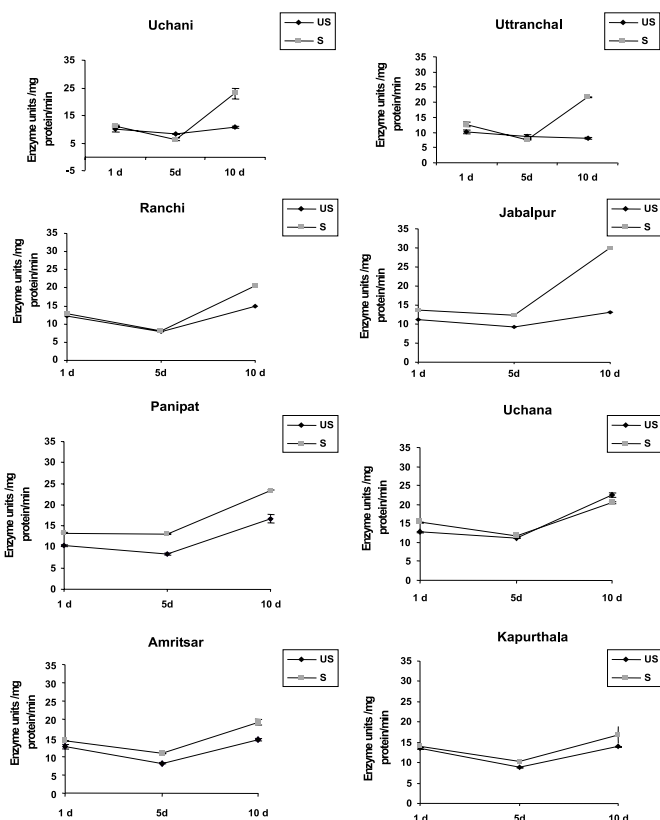 Uchani
US
S
Enzyme units /mg
protein/min
35
25
15
5
-5
1 d
5d
10 d
Uttranchal
US
S
Enzyme units /mg
protein/min
35
30
25
20
15
10
5
0
1 d
5d
10 d
Ranchi
US
S
Enzyme units /mg
protein/min
35
30
25
20
15
10
5
0
1 d
5d
10 d
Jabalpur
US
S
Enzyme units /mg
protein/min
35
30
25
20
15
10
5
0
1 d
5d
10 d
Panipat
US
S
Enzyme units /mg
protein/min
35
30
25
20
15
10
5
0
1 d
5d
10 d
Uchana
US
S
Enzyme units /mg
protein/min
35
30
25
20
15
10
5
0
1 d
5d
10 d
Amritsar
US
S
Enzyme units /mg
protein/min
35
30
25
20
15
10
5
0
1 d
5d
10 d
Kapurthala
US
S
Enzyme units /mg
protein/min
35
30
25
20
15
10
5
0
1 d
5d
10 d